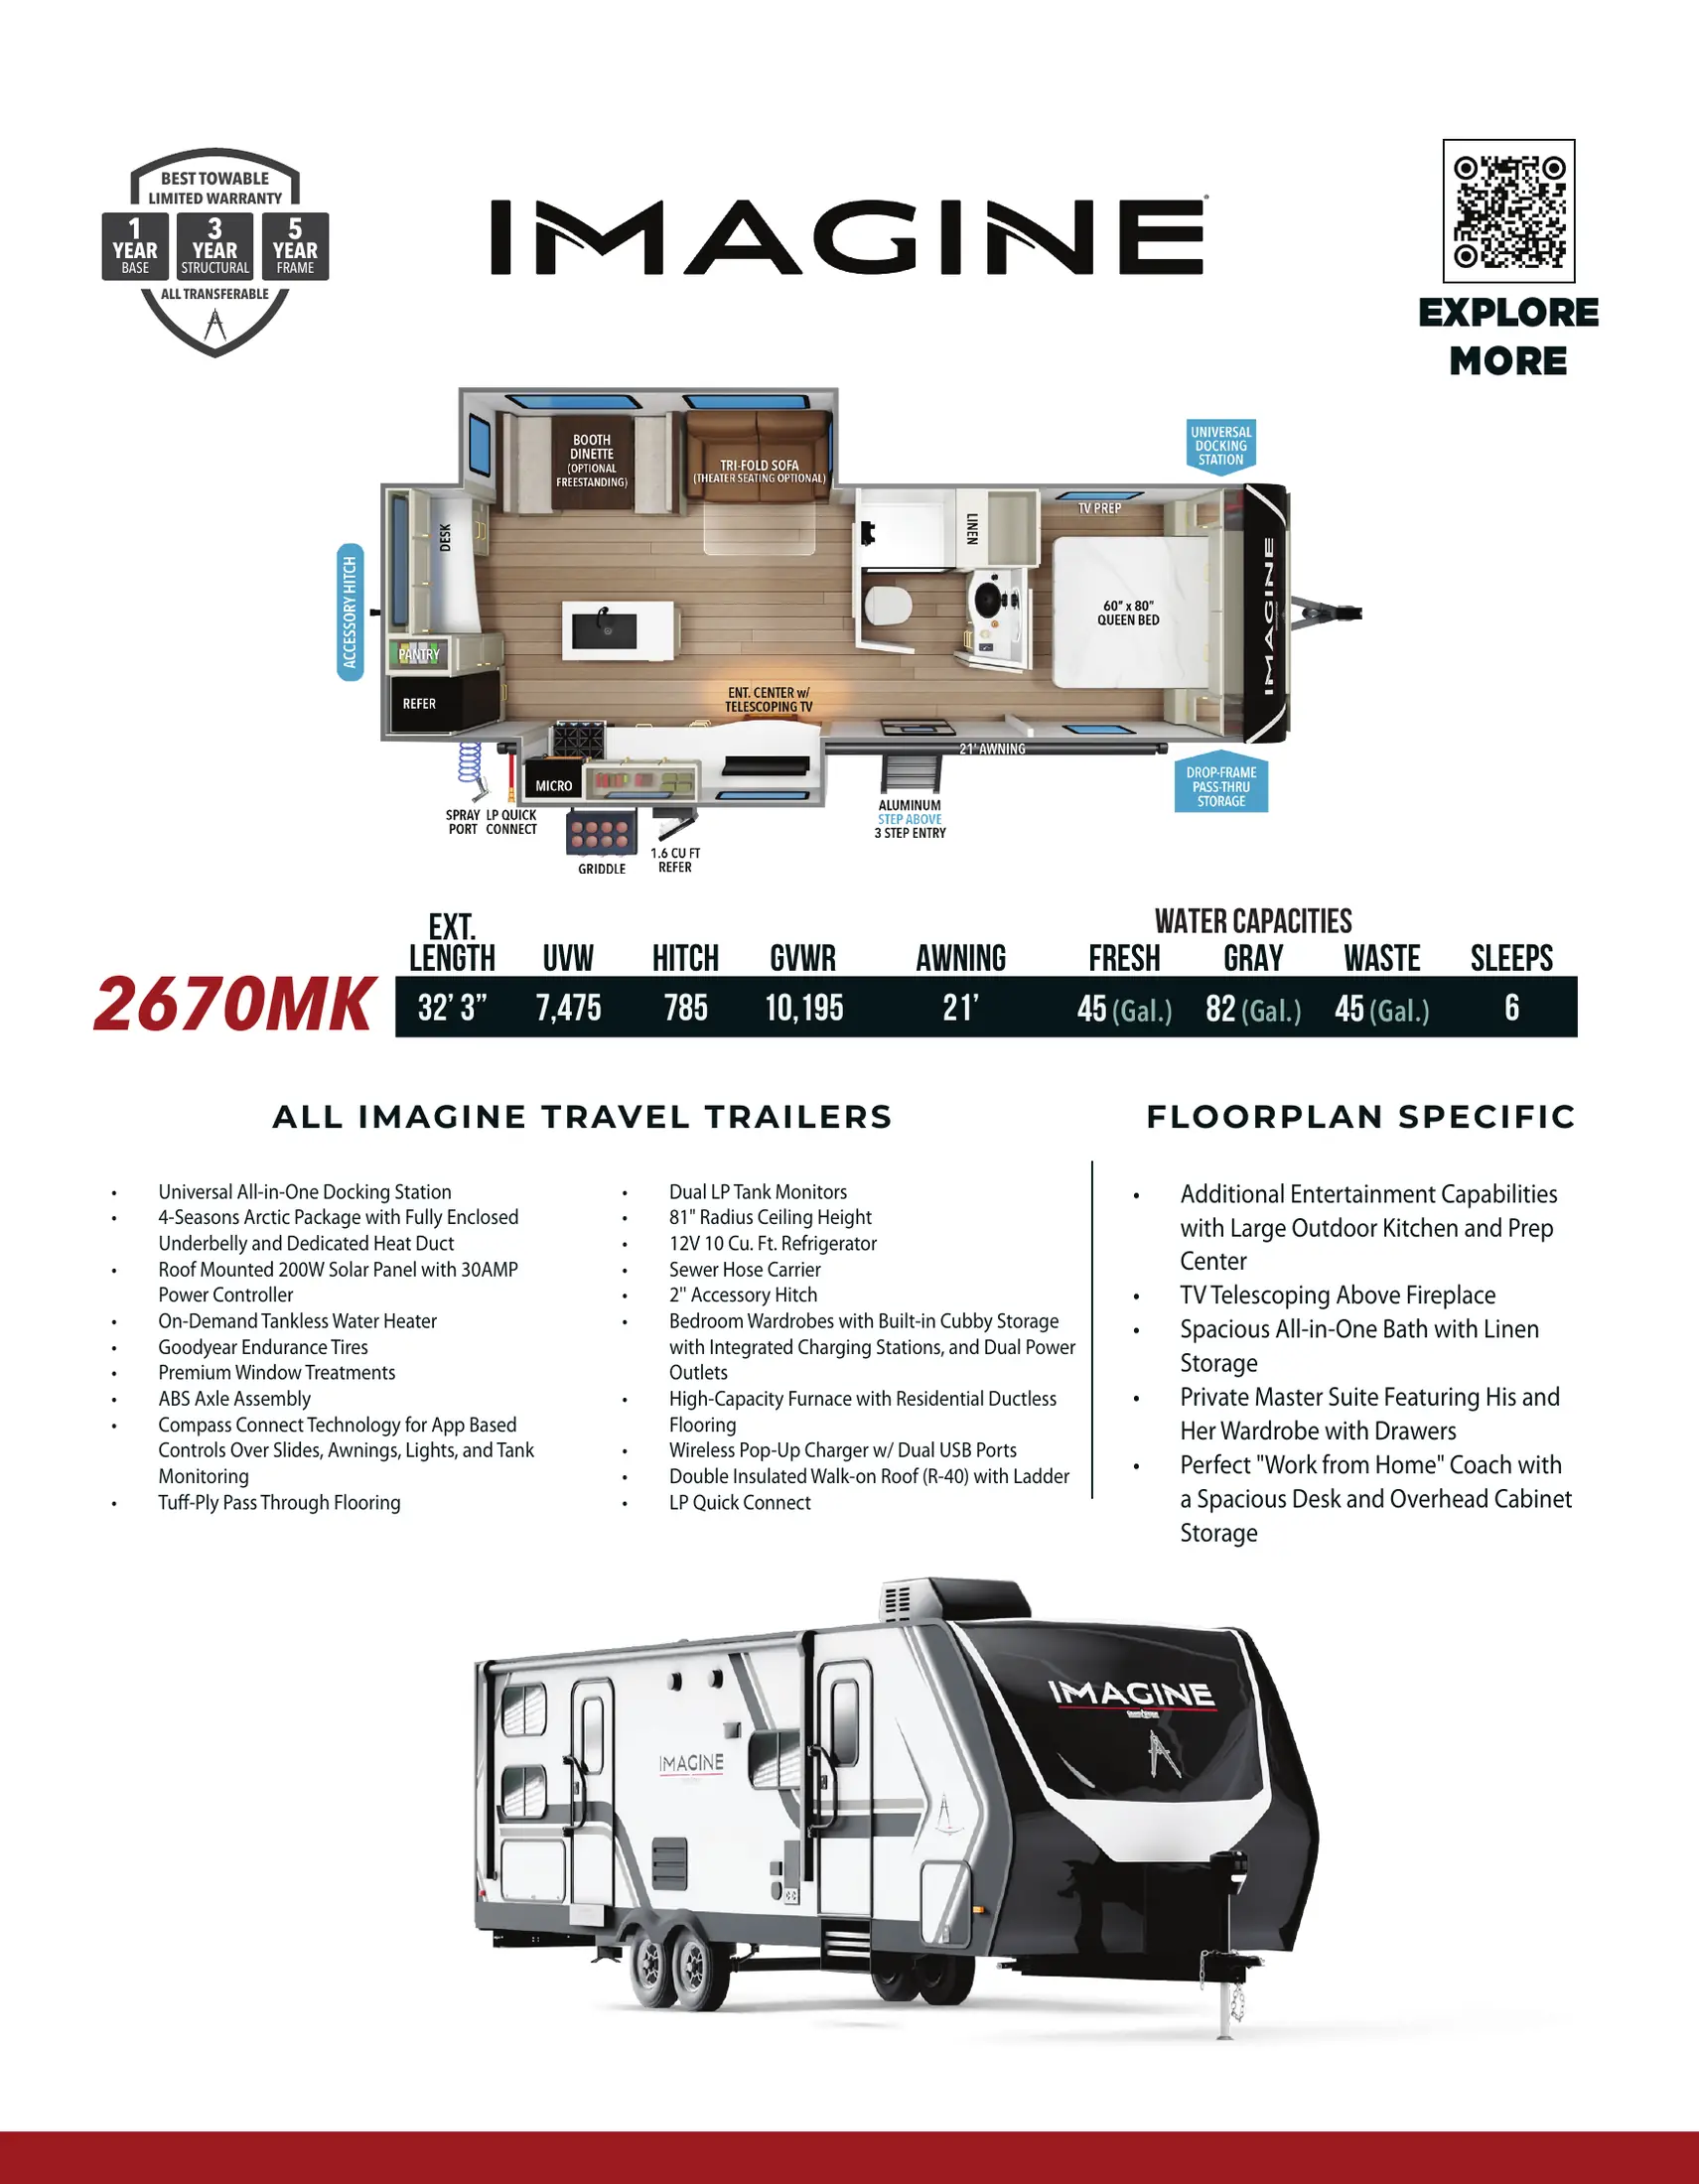 BEST TOWABLE
LIMITED WARRANTY
1
YEAR
BASE
3
YEAR
STRUCTURAL
5
YEAR
FRAME
ALL TRANSFERABLE
IMAGINE®
EXPLORE
MORE
BOOTH
DINETTE
(OPTIONAL
FREESTANDING)
TRI-FOLD SOFA
(THEATER SEATING OPTIONAL)
UNIVERSAL
DOCKING
STATION
TV PREP
LINEN
DESK
ACCESSORY HITCH
60” x 80”
QUEEN BED
IMAGINE
PANTRY
REFER
ENT. CENTER w/
TELESCOPING TV
21’ AWNING
MICRO
DROP-FRAME
PASS-THRU
STORAGE
SPRAY
PORT
LP QUICK
CONNECT
ALUMINUM
STEP ABOVE
3 STEP ENTRY
GRIDDLE
1.6 CU FT
REFER
WATER CAPACITIES
EXT.
LENGTH UVW HITCH GVWR AWNING FRESH GRAY WASTE SLEEPS
2670MK 32’ 3” 7,475 785 10,195 21’ 45 (Gal.) 82 (Gal.) 45 (Gal.) 6
ALL IMAGINE TRAVEL TRAILERS
• Universal All-in-One Docking Station
• 4-Seasons Arctic Package with Fully Enclosed
Underbelly and Dedicated Heat Duct
• Roof Mounted 200W Solar Panel with 30AMP
Power Controller
• On-Demand Tankless Water Heater
• Goodyear Endurance Tires
• Premium Window Treatments
• ABS Axle Assembly
• Compass Connect Technology for App Based
Controls Over Slides, Awnings, Lights, and Tank
Monitoring
• Tuff-Ply Pass Through Flooring
• Dual LP Tank Monitors
• 81" Radius Ceiling Height
• 12V 10 Cu. Ft. Refrigerator
• Sewer Hose Carrier
• 2" Accessory Hitch
• Bedroom Wardrobes with Built-in Cubby Storage
with Integrated Charging Stations, and Dual Power
Outlets
• High-Capacity Furnace with Residential Ductless
Flooring
• Wireless Pop-Up Charger w/ Dual USB Ports
• Double Insulated Walk-on Roof (R-40) with Ladder
• LP Quick Connect
FLOORPLAN SPECIFIC
• Additional Entertainment Capabilities
with Large Outdoor Kitchen and Prep
Center
• TV Telescoping Above Fireplace
• Spacious All-in-One Bath with Linen
Storage
• Private Master Suite Featuring His and
Her Wardrobe with Drawers
• Perfect "Work from Home" Coach with
a Spacious Desk and Overhead Cabinet
Storage
IMAGINE
IMAGINE